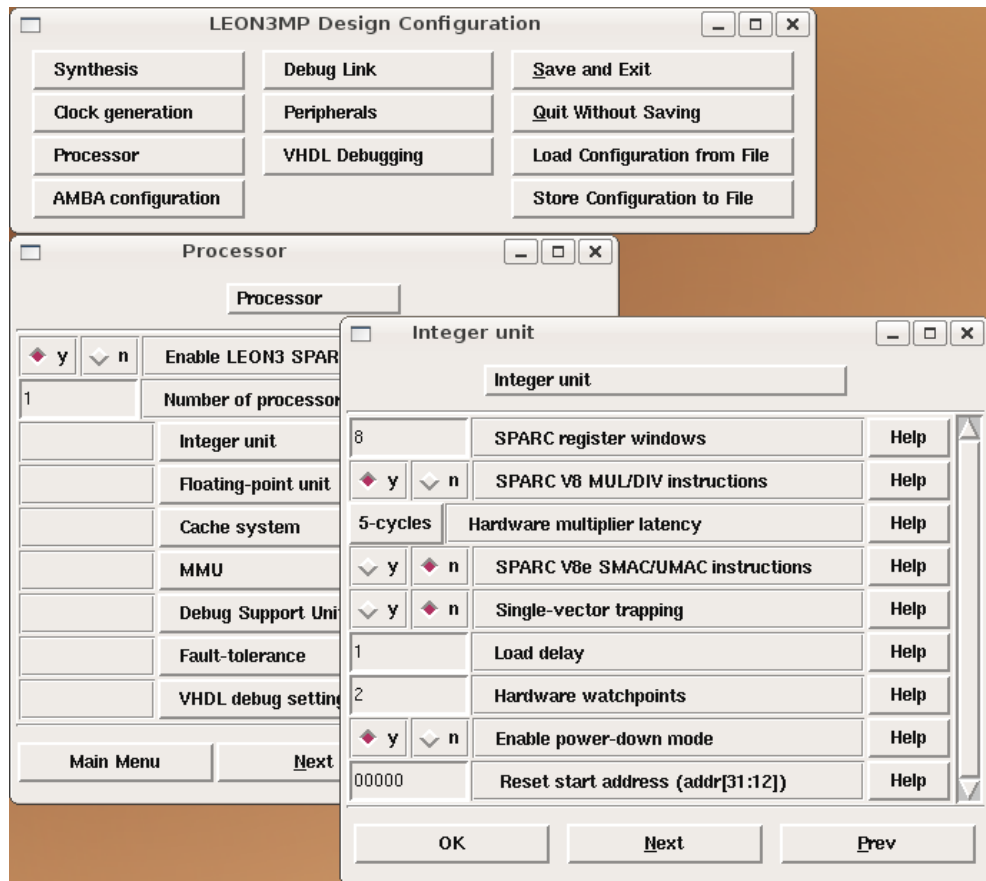 LEON3MP Design Configuration
Synthesis Debug Link Save and Exit
Clock generation Peripherals Quit Without Saving
Processor VHDL Debugging Load Configuration from File
AMBA configuration Store Configuration to File
Processor
Processor
y n Enable LEON3 SPAR
1 Number of processor
Integer unit
Floating-point unit
Cache system
MMU
Debug Support Uni
Fault-tolerance
VHDL debug setting
Main Menu Next
Integer unit
Integer unit
8 SPARC register windows Help
y n SPARC V8 MUL/DIV instructions Help
5-cycles Hardware multiplier latency Help
y n SPARC V8e SMAC/UMAC instructions Help
y n Single-vector trapping Help
1 Load delay Help
2 Hardware watchpoints Help
y n Enable power-down mode Help
00000 Reset start address (addr[31:12]) Help
OK Next Prev